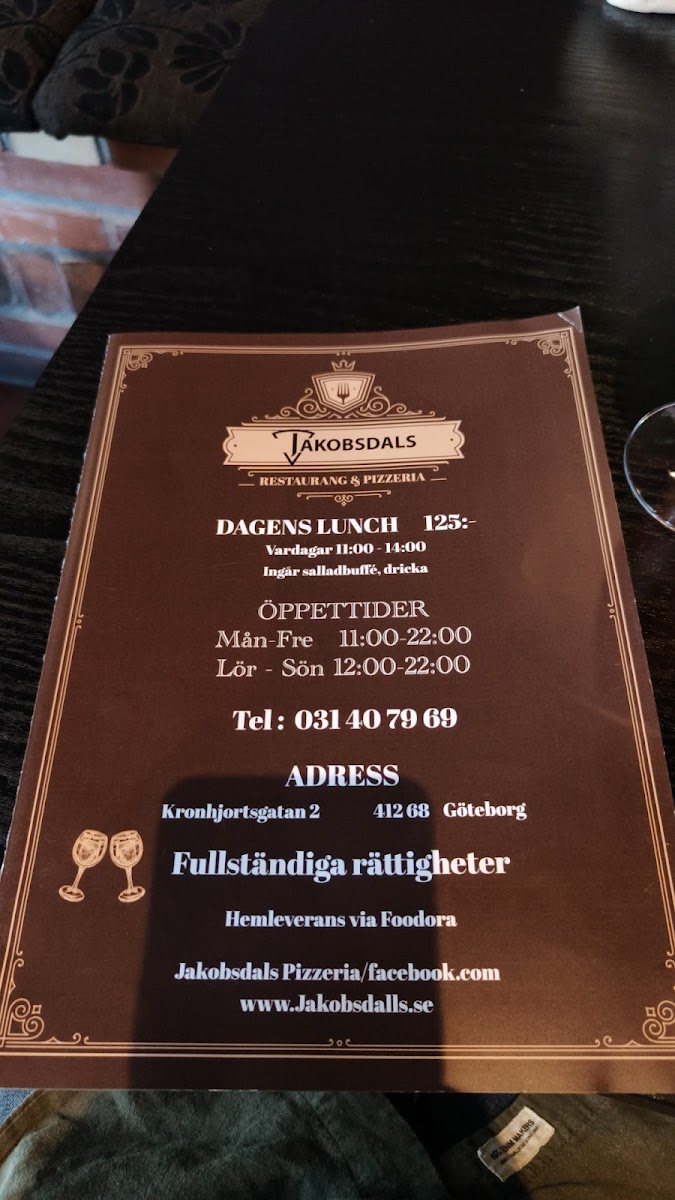 JAKOBSDALS
RESTAURANG & PIZZERIA
DAGENS LUNCH 125:-
Vardagar 11:00 - 14:00
Ingår salladbuffé, dricka
ÖPPETTIDER
Mån-Fre 11:00-22:00
Lör - Sön 12:00-22:00
Tel : 031 40 79 69
ADRESS
Kronhjortsgatan 2 412 68 Göteborg
Fullständiga rättigheter
Hemleverans via Foodora
Jakobsdals Pizzeria/facebook.com
www.Jakobsdalls.se
MAKERS